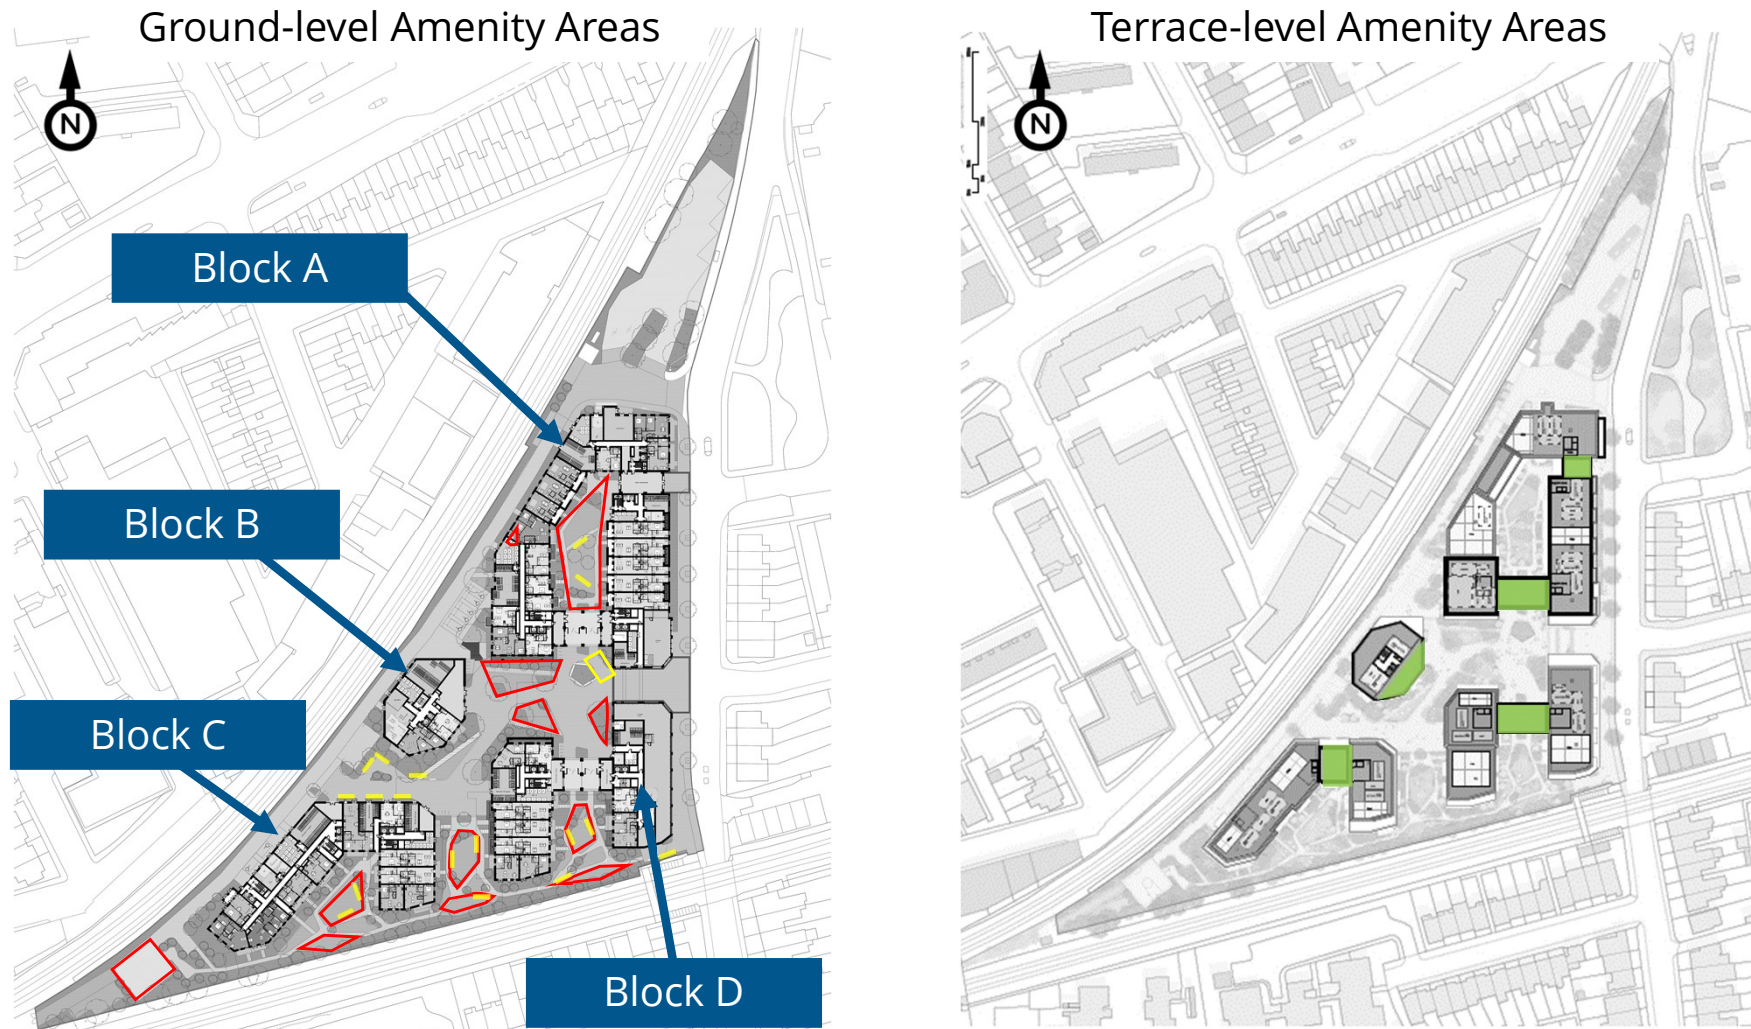 Ground-level Amenity Areas
Terrace-level Amenity Areas
N
N
Block A
Block B
Block C
Block D